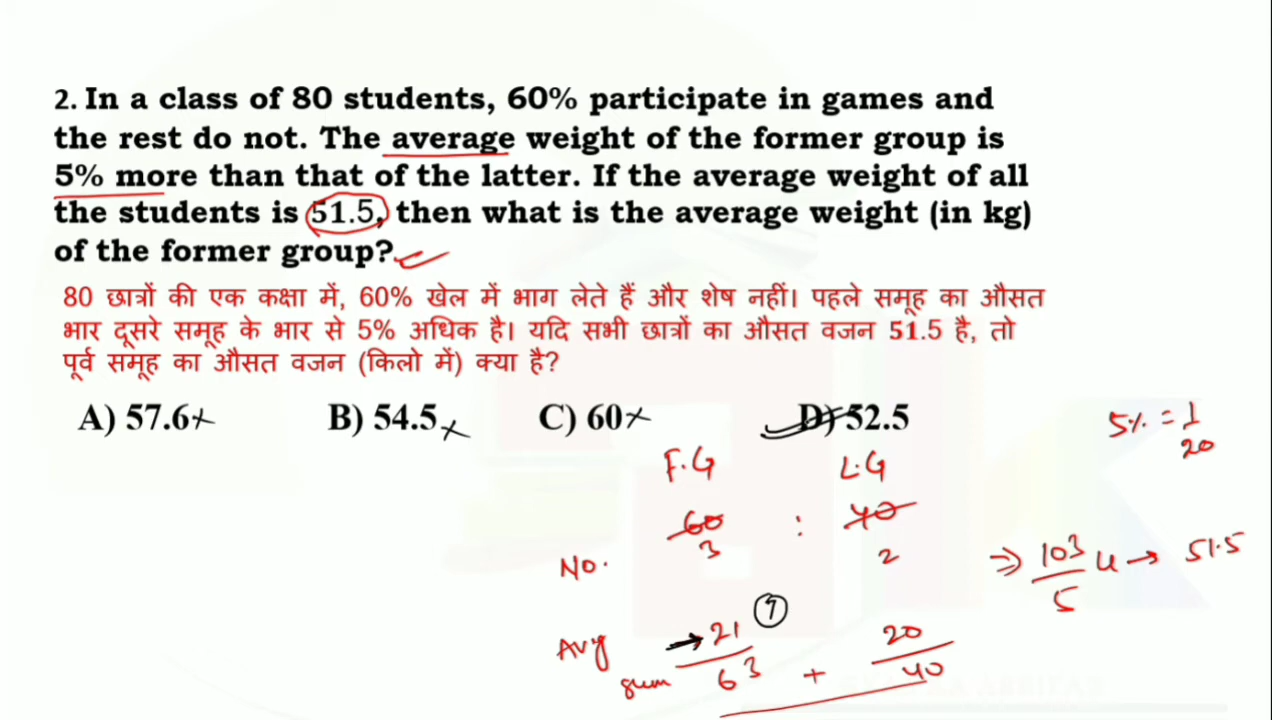 2. In a class of 80 students, 60% participate in games and
the rest do not. The average weight of the former group is
5% more than that of the latter. If the average weight of all
the students is 51.5, then what is the average weight (in kg)
of the former group?
80 छात्रों की एक कक्षा में, 60% खेल में भाग लेते हैं और शेष नहीं। पहले समूह का औसत
भार दूसरे समूह के भार से 5% अधिक है। यदि सभी छात्रों का औसत वजन 51.5 है, तो
पूर्व समूह का औसत वजन (किलो में) क्या है?
A) 57.6 B) 54.5 C) 60 D) 52.5
5% = 1/20
F.G L.G
60 : 40
No. 3 2
⇒ 103/5 u → 51.5
Avg → 21 20
sum 63 + 40